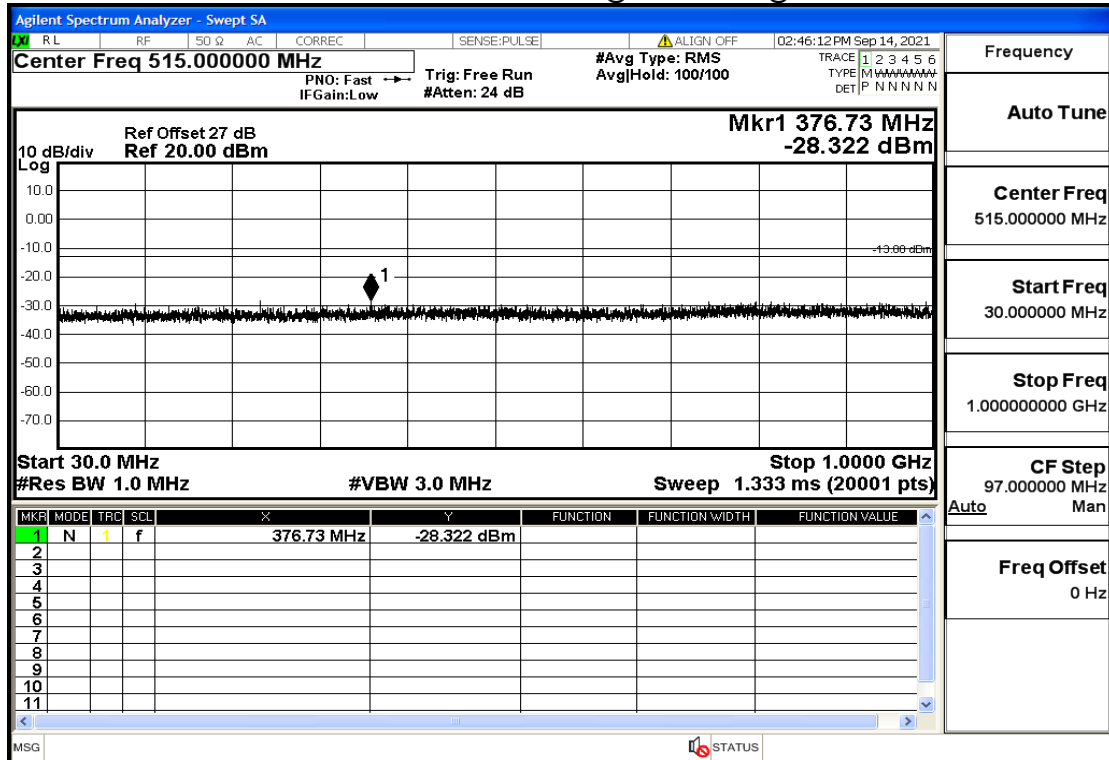 Agilent Spectrum Analyzer - Swept SA
LXI RL RF 50 Ω AC CORREC SENSE:PULSE ALIGN OFF 02:46:12 PM Sep 14, 2021
Center Freq 515.000000 MHz #Avg Type: RMS TRACE 1 2 3 4 5 6
PNO: Fast Trig: Free Run Avg|Hold: 100/100 TYPE M WWWWW
IFGain:Low #Atten: 24 dB DET P N N N N N
Mkr1 376.73 MHz
Ref Offset 27 dB
10 dB/div Ref 20.00 dBm -28.322 dBm
Log
10.0
0.00
-10.0
-13.00 dBm
-20.0
1
-30.0
-40.0
-50.0
-60.0
-70.0
Start 30.0 MHz Stop 1.0000 GHz
#Res BW 1.0 MHz #VBW 3.0 MHz Sweep 1.333 ms (20001 pts)
MKR MODE TRC SCL X Y FUNCTION FUNCTION WIDTH FUNCTION VALUE
1 N 1 f 376.73 MHz -28.322 dBm
2
3
4
5
6
7
8
9
10
11
MSG STATUS
Frequency
Auto Tune
Center Freq
515.000000 MHz
Start Freq
30.000000 MHz
Stop Freq
1.000000000 GHz
CF Step
97.000000 MHz
Auto Man
Freq Offset
0 Hz